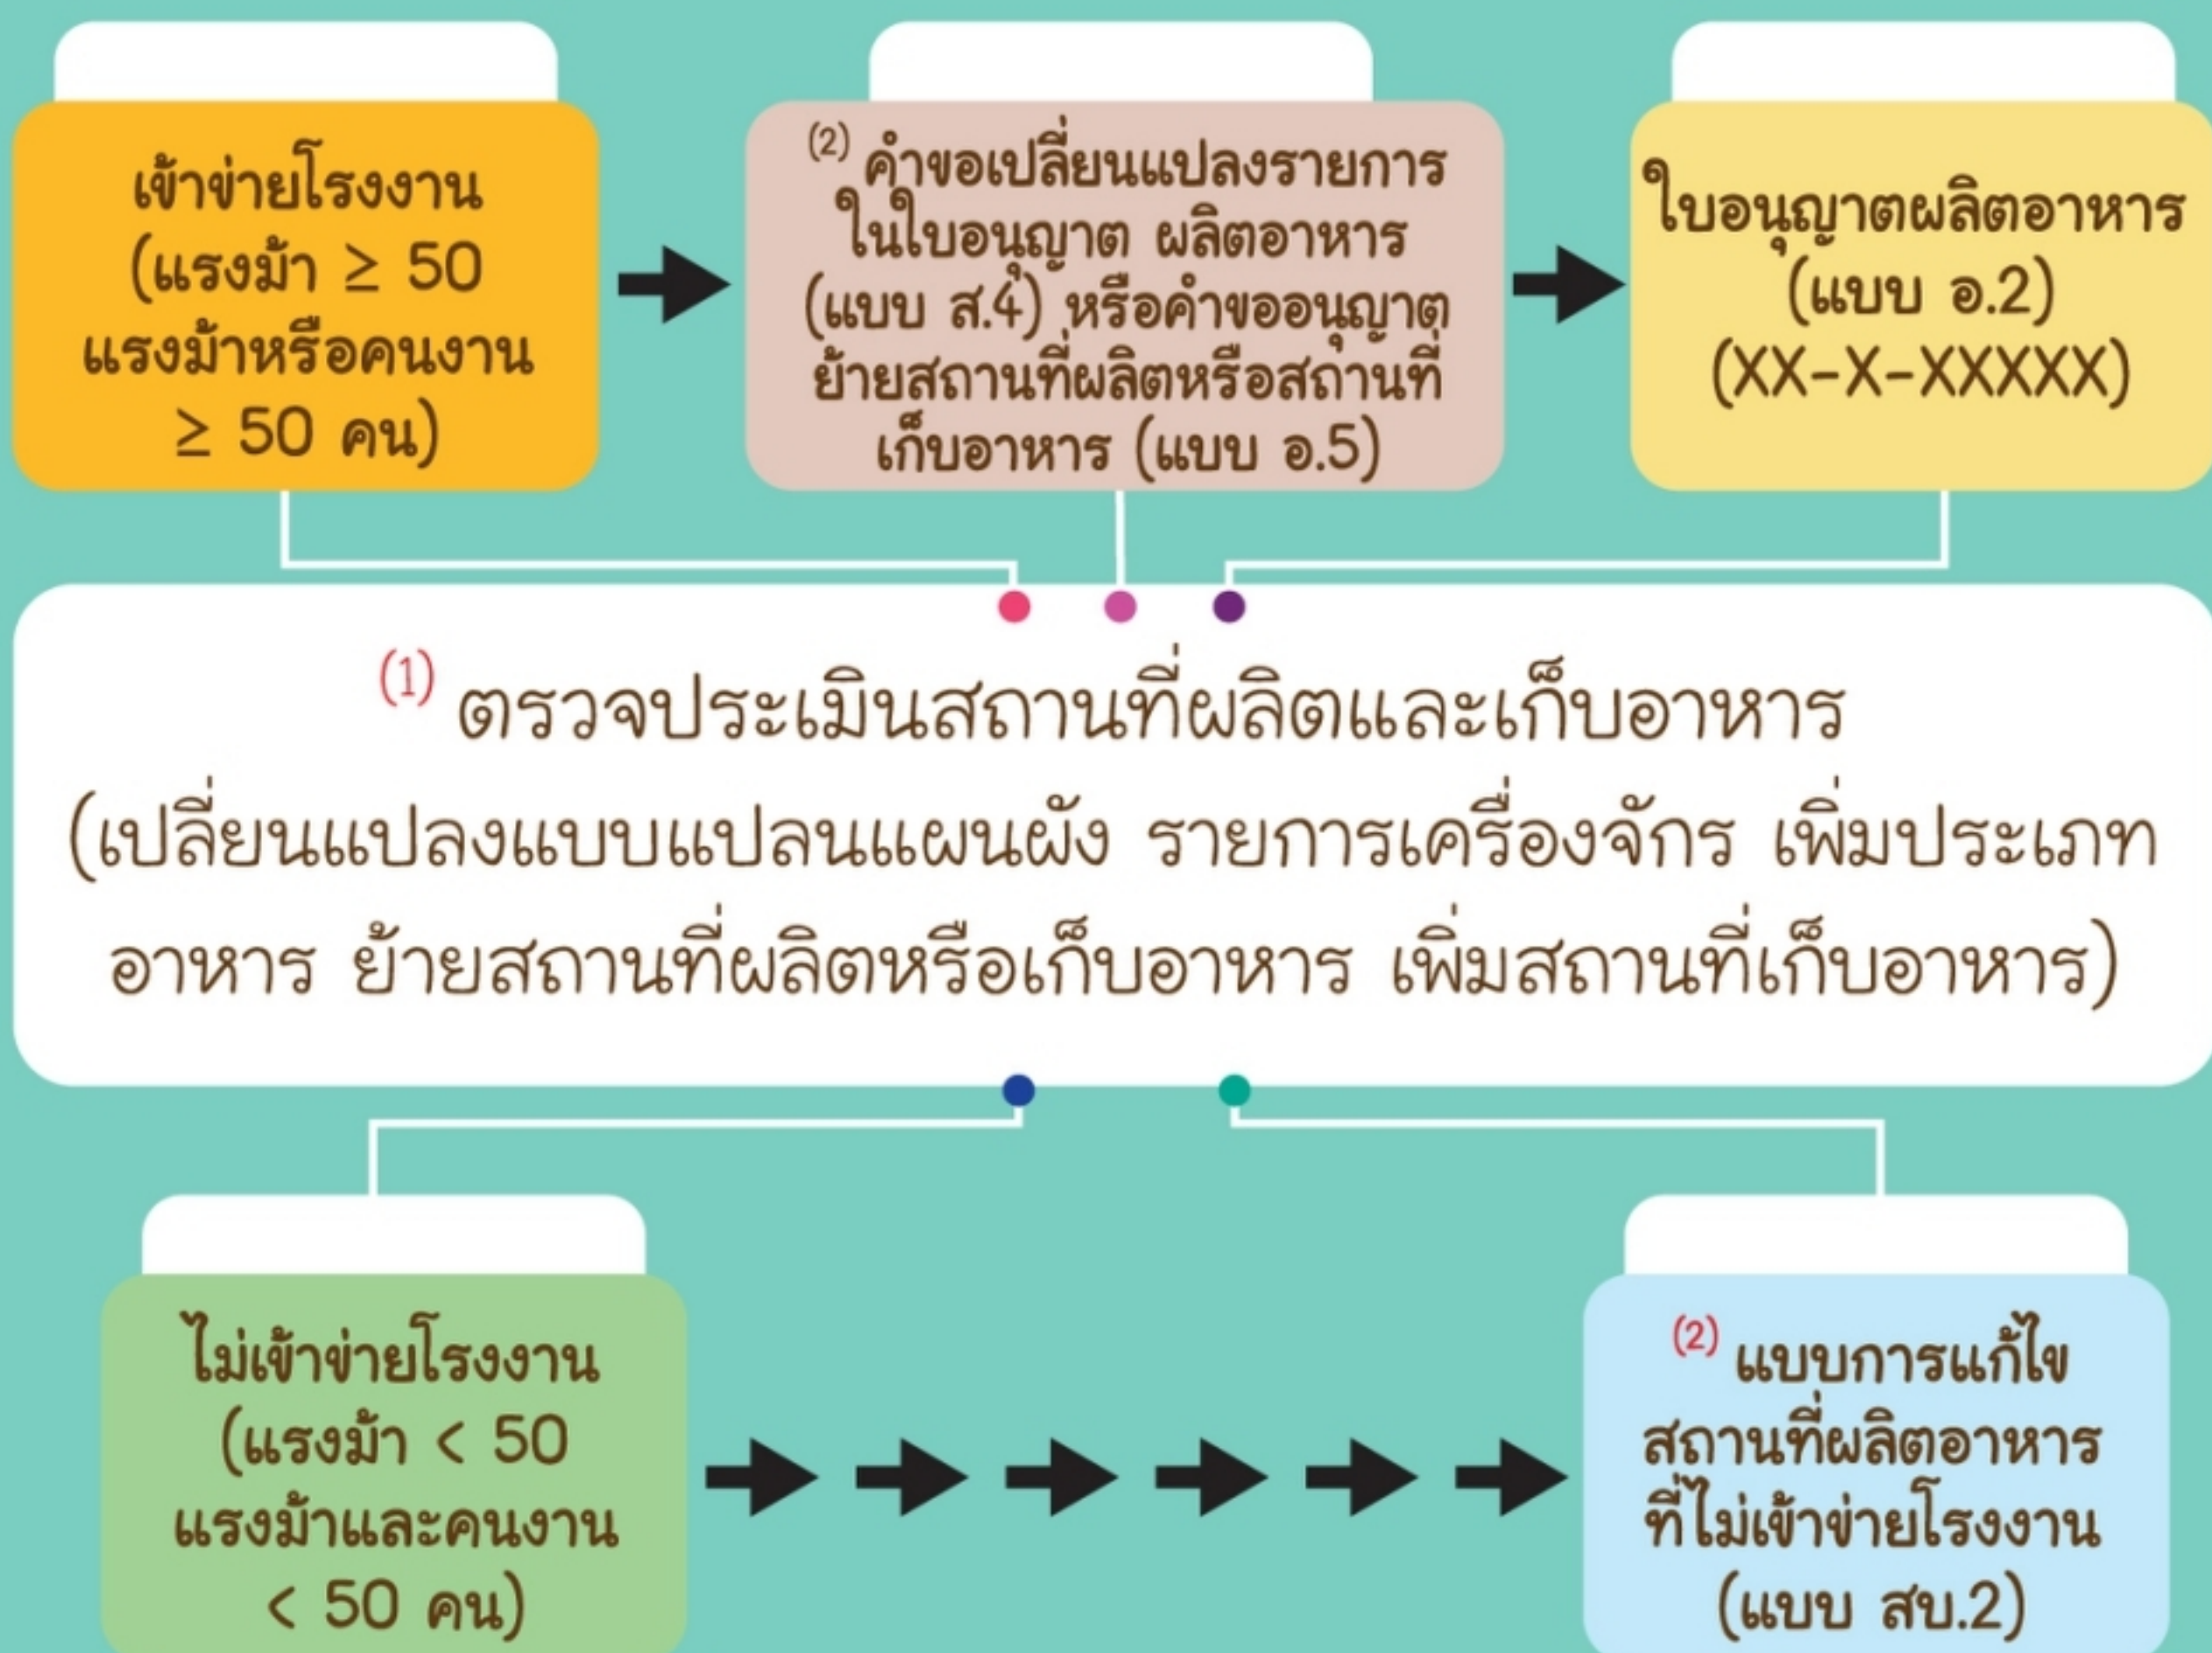 เข้าข่ายโรงงาน
(แรงม้า ≥ 50
แรงม้าหรือคนงาน
≥ 50 คน)
(2) คำขอเปลี่ยนแปลงรายการ
ในใบอนุญาต ผลิตอาหาร
(แบบ ส.4) หรือคำขออนุญาต
ย้ายสถานที่ผลิตหรือสถานที่
เก็บอาหาร (แบบ อ.5)
ใบอนุญาตผลิตอาหาร
(แบบ อ.2)
(XX-X-XXXXX)
(1) ตรวจประเมินสถานที่ผลิตและเก็บอาหาร
(เปลี่ยนแปลงแบบแปลนแผนผัง รายการเครื่องจักร เพิ่มประเภท
อาหาร ย้ายสถานที่ผลิตหรือเก็บอาหาร เพิ่มสถานที่เก็บอาหาร)
ไม่เข้าข่ายโรงงาน
(แรงม้า < 50
แรงม้าและคนงาน
< 50 คน)
(2) แบบการแก้ไข
สถานที่ผลิตอาหาร
ที่ไม่เข้าข่ายโรงงาน
(แบบ สบ.2)